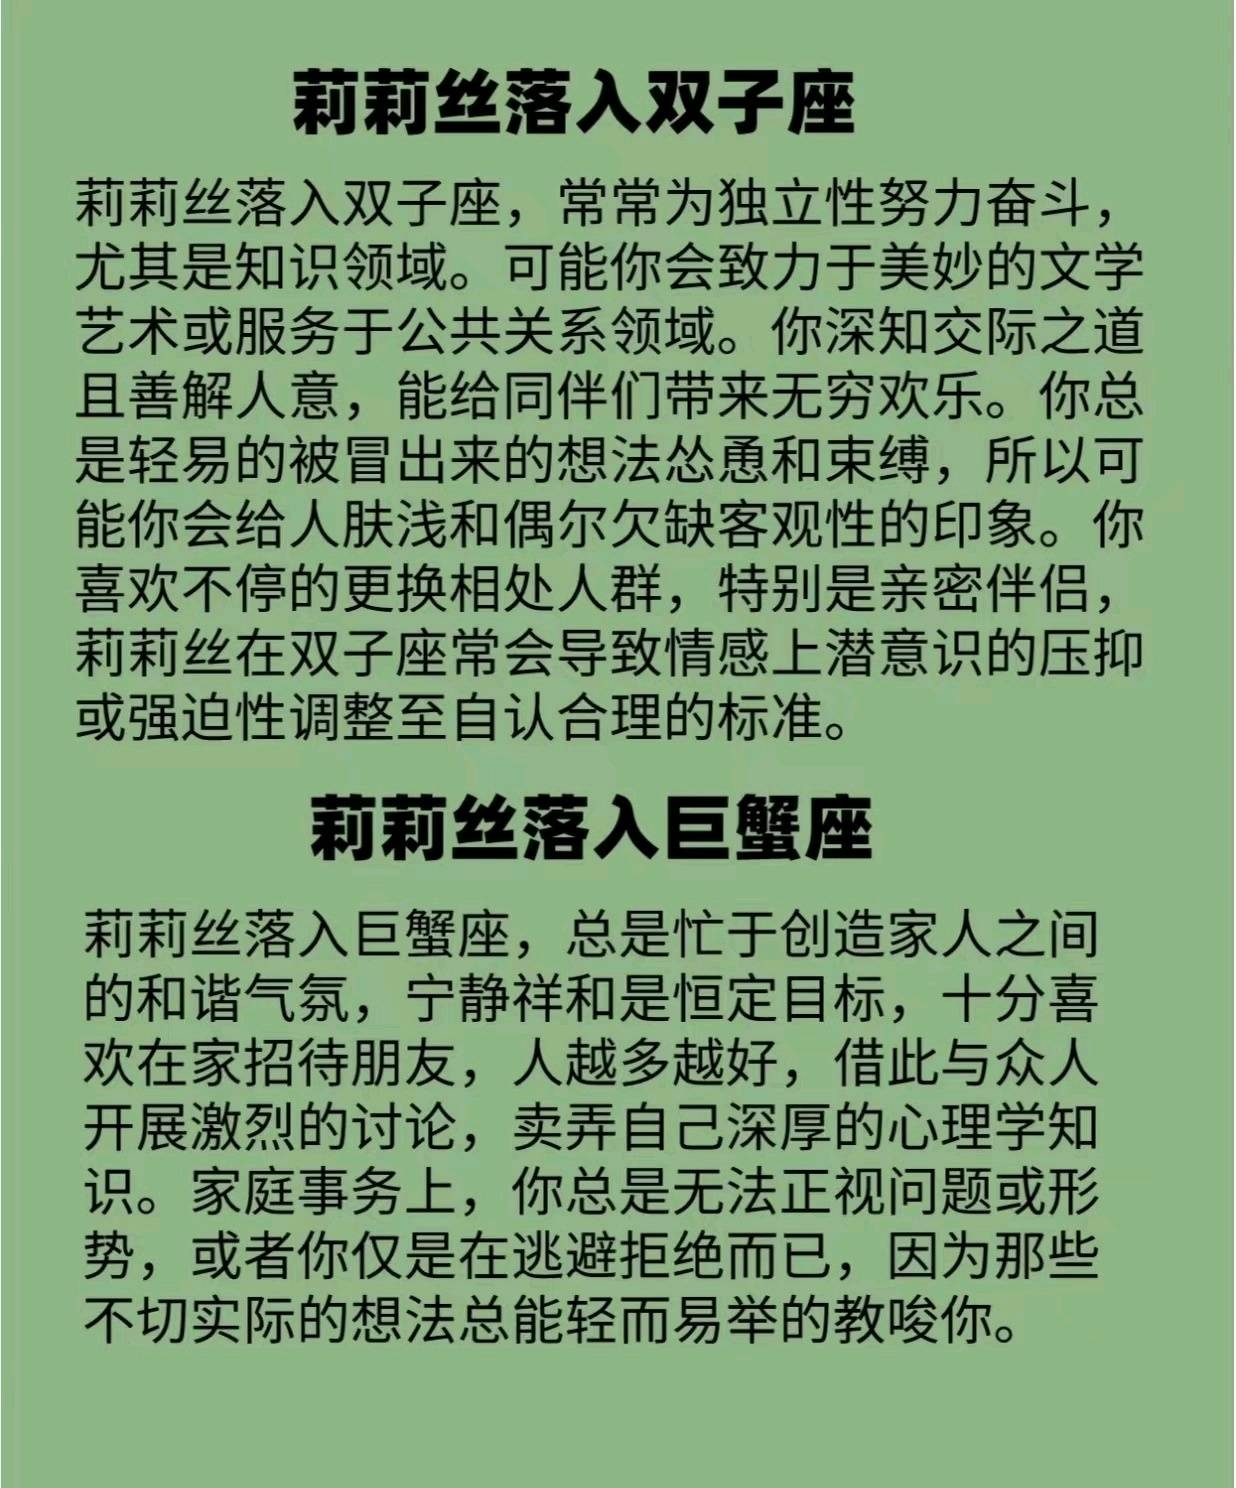 莉莉丝落入双子座
莉莉丝落入双子座，常常为独立性努力奋斗，
尤其是知识领域。可能你会致力于美妙的文学
艺术或服务于公共关系领域。你深知交际之道
且善解人意，能给同伴们带来无穷欢乐。你总
是轻易的被冒出来的想法怂恿和束缚，所以可
能你会给人肤浅和偶尔欠缺客观性的印象。你
喜欢不停的更换相处人群，特别是亲密伴侣，
莉莉丝在双子座常会导致情感上潜意识的压抑
或强迫性调整至自认合理的标准。
莉莉丝落入巨蟹座
莉莉丝落入巨蟹座，总是忙于创造家人之间
的和谐气氛，宁静祥和是恒定目标，十分喜
欢在家招待朋友，人越多越好，借此与众人
开展激烈的讨论，卖弄自己深厚的心理学知
识。家庭事务上，你总是无法正视问题或形
势，或者你仅是在逃避拒绝而已，因为那些
不切实际的想法总能轻而易举的教唆你。